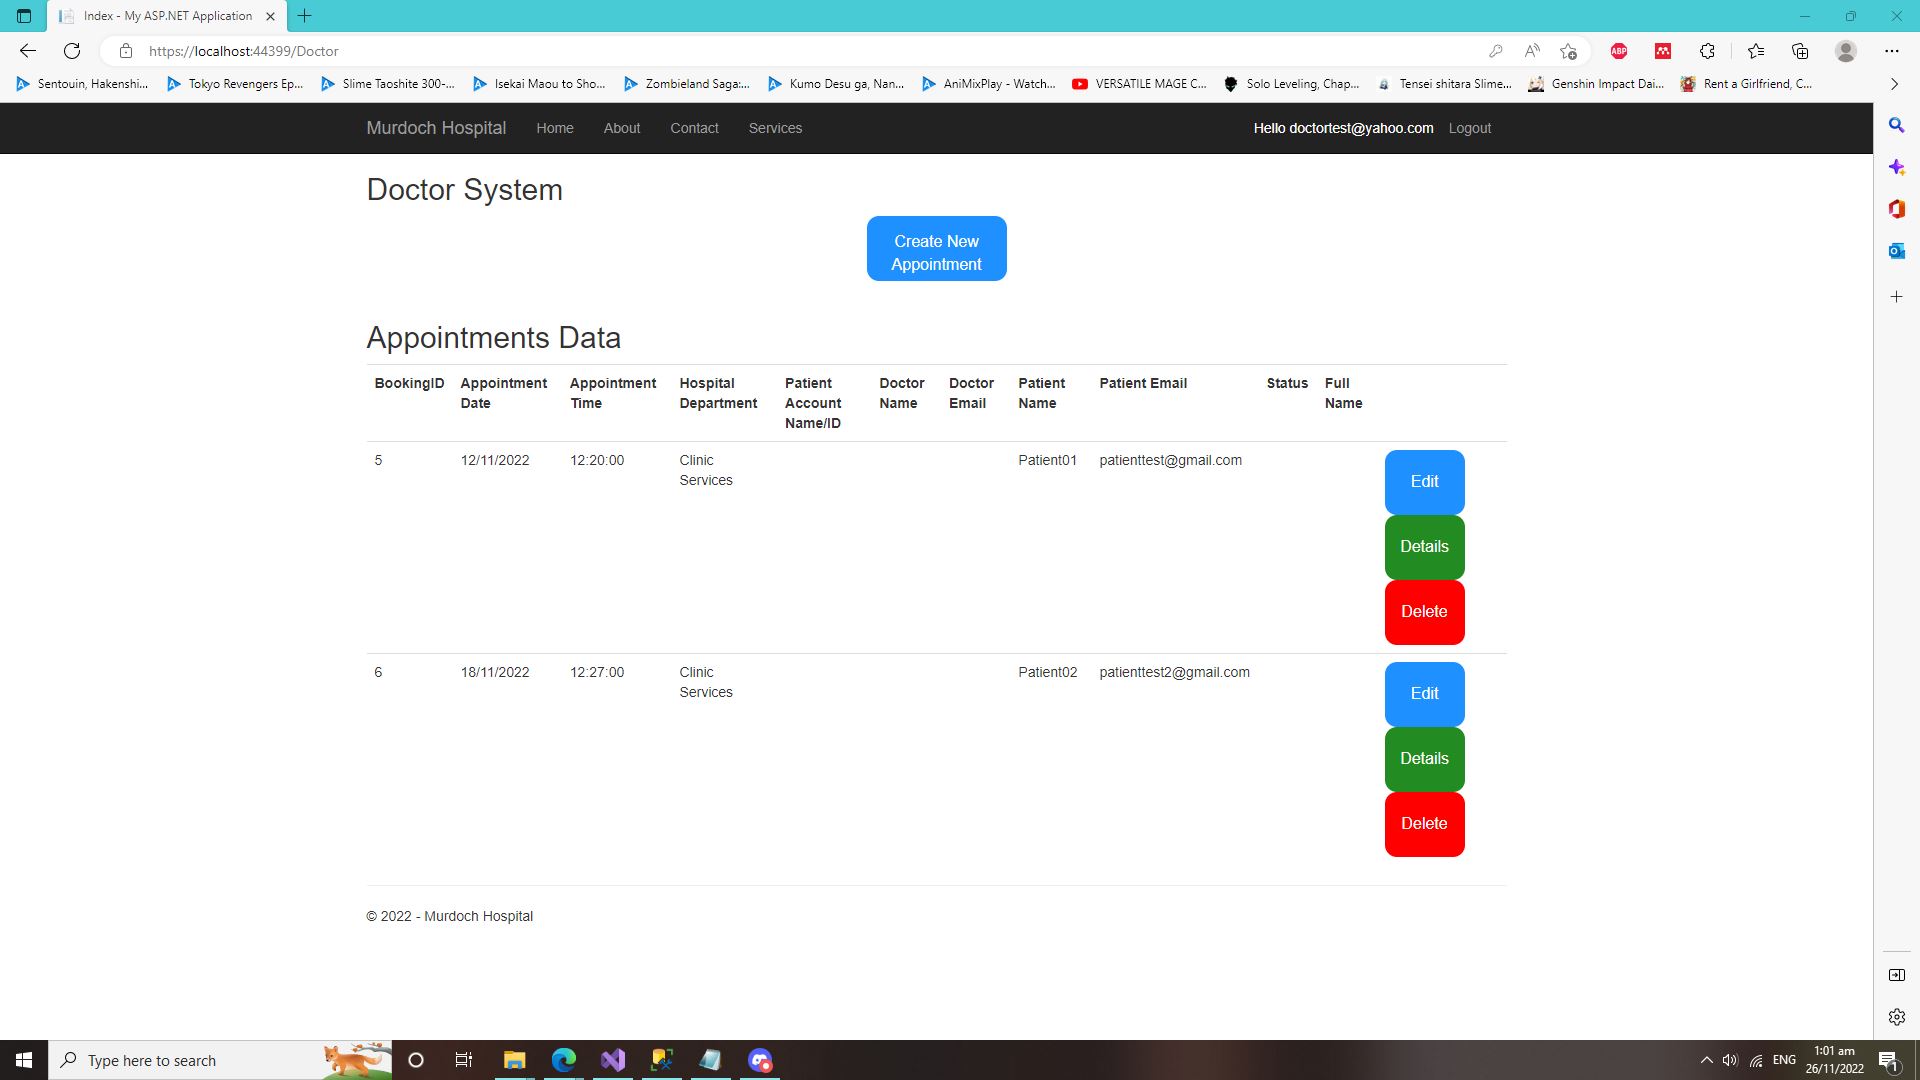 Index - My ASP.NET Application
https://localhost:44399/Doctor
ABP
Sentouin, Hakenshi... Tokyo Revengers Ep... Slime Taoshite 300-... Isekai Maou to Sho... Zombieland Saga:... Kumo Desu ga, Nan... AniMixPlay - Watch... VERSATILE MAGE C... Solo Leveling, Chap... Tensei shitara Slime... Genshin Impact Dai... Rent a Girlfriend, C...
Murdoch Hospital Home About Contact Services Hello doctortest@yahoo.com Logout
Doctor System
Create New
Appointment
Appointments Data
BookingID Appointment Date Appointment Time Hospital Department Patient Account Name/ID Doctor Name Doctor Email Patient Name Patient Email Status Full Name
5 12/11/2022 12:20:00 Clinic Services Patient01 patienttest@gmail.com
Edit
Details
Delete
6 18/11/2022 12:27:00 Clinic Services Patient02 patienttest2@gmail.com
Edit
Details
Delete
© 2022 - Murdoch Hospital
Type here to search
ENG
1:01 am
26/11/2022
1